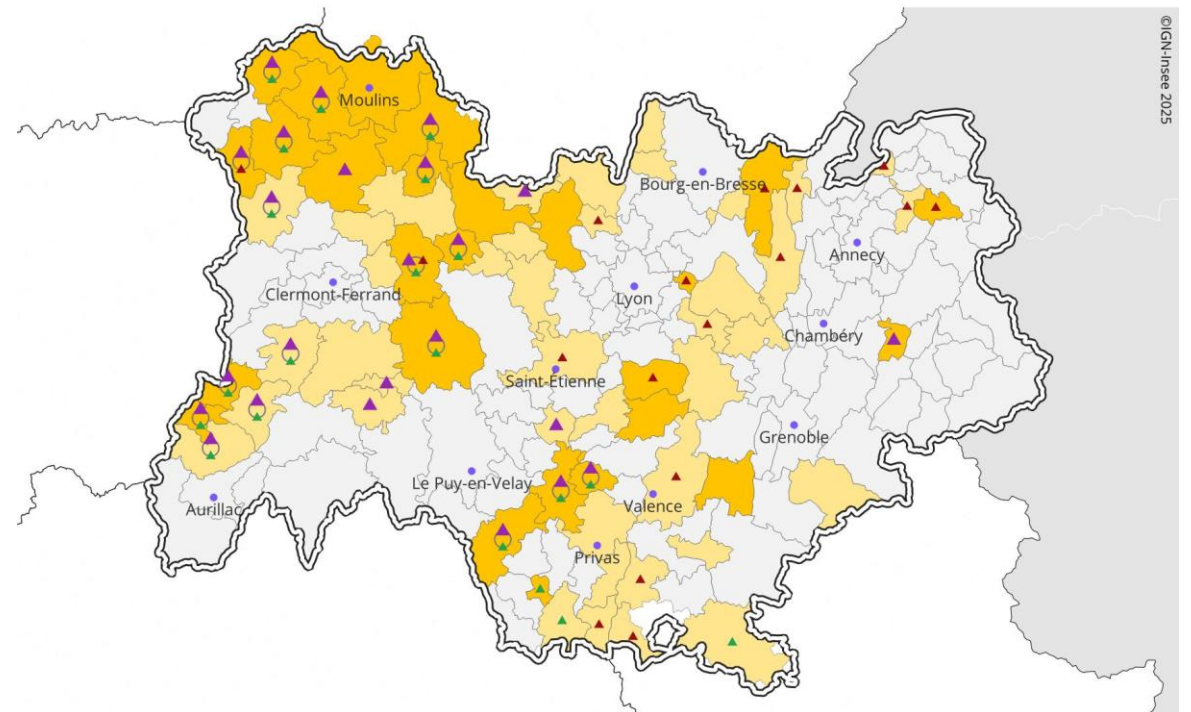 ©IGN-Insee 2025
Moulins
Bourg-en-Bresse
Annecy
Clermont-Ferrand
Lyon
Chambéry
Saint-Etienne
Grenoble
Le Puy-en-Velay
Aurillac
Valence
Privas